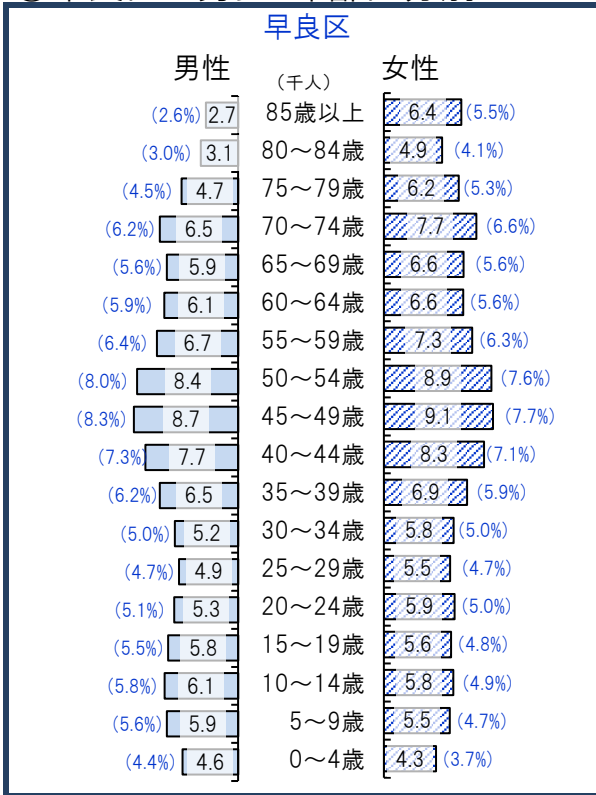 早良区
男性 (千人) 女性
(2.6%) 2.7 85歳以上 6.4 (5.5%)
(3.0%) 3.1 80～84歳 4.9 (4.1%)
(4.5%) 4.7 75～79歳 6.2 (5.3%)
(6.2%) 6.5 70～74歳 7.7 (6.6%)
(5.6%) 5.9 65～69歳 6.6 (5.6%)
(5.9%) 6.1 60～64歳 6.6 (5.6%)
(6.4%) 6.7 55～59歳 7.3 (6.3%)
(8.0%) 8.4 50～54歳 8.9 (7.6%)
(8.3%) 8.7 45～49歳 9.1 (7.7%)
(7.3%) 7.7 40～44歳 8.3 (7.1%)
(6.2%) 6.5 35～39歳 6.9 (5.9%)
(5.0%) 5.2 30～34歳 5.8 (5.0%)
(4.7%) 4.9 25～29歳 5.5 (4.7%)
(5.1%) 5.3 20～24歳 5.9 (5.0%)
(5.5%) 5.8 15～19歳 5.6 (4.8%)
(5.8%) 6.1 10～14歳 5.8 (4.9%)
(5.6%) 5.9 5～9歳 5.5 (4.7%)
(4.4%) 4.6 0～4歳 4.3 (3.7%)